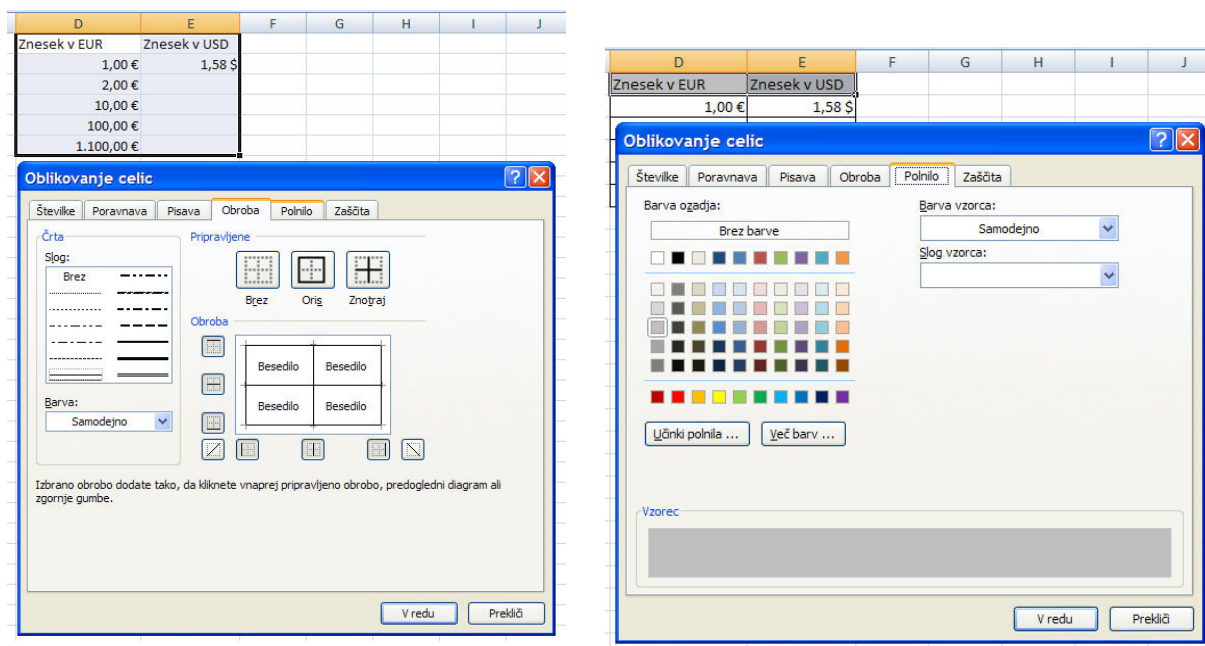 D E F G H I J
Znesek v EUR Znesek v USD
1,00 € 1,58 $
2,00 €
10,00 €
100,00 €
1.100,00 €
Oblikovanje celic
Številke Poravnava Pisava Obroba Polnilo Zaščita
Črta
Slog:
Brez
Barva:
Samodejno
Pripravljene
Brez Oris Znotraj
Obroba
Besedilo Besedilo
Besedilo Besedilo
Izbrano obrobo dodate tako, da kliknete vnaprej pripravljeno obrobo, predogledni diagram ali
zgornje gumbe.
V redu Prekliči
D E F G H I J
Znesek v EUR Znesek v USD
1,00 € 1,58 $
Oblikovanje celic
Številke Poravnava Pisava Obroba Polnilo Zaščita
Barva ozadja:
Brez barve
Učinki polnila ... Več barv ...
Barva vzorca:
Samodejno
Slog vzorca:
Vzorec
V redu Prekliči